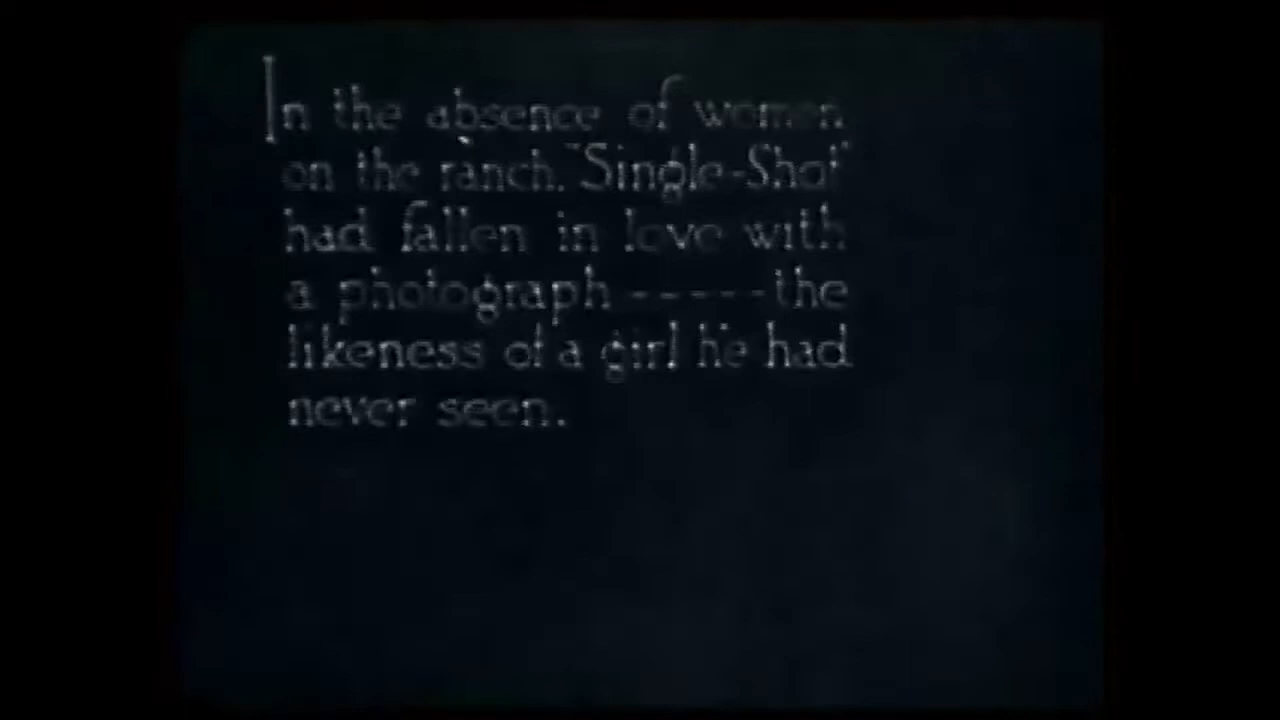 In the absence of women
on the ranch. "Single-Shot"
had fallen in love with
a photograph-----the
likeness of a girl he had
never seen.